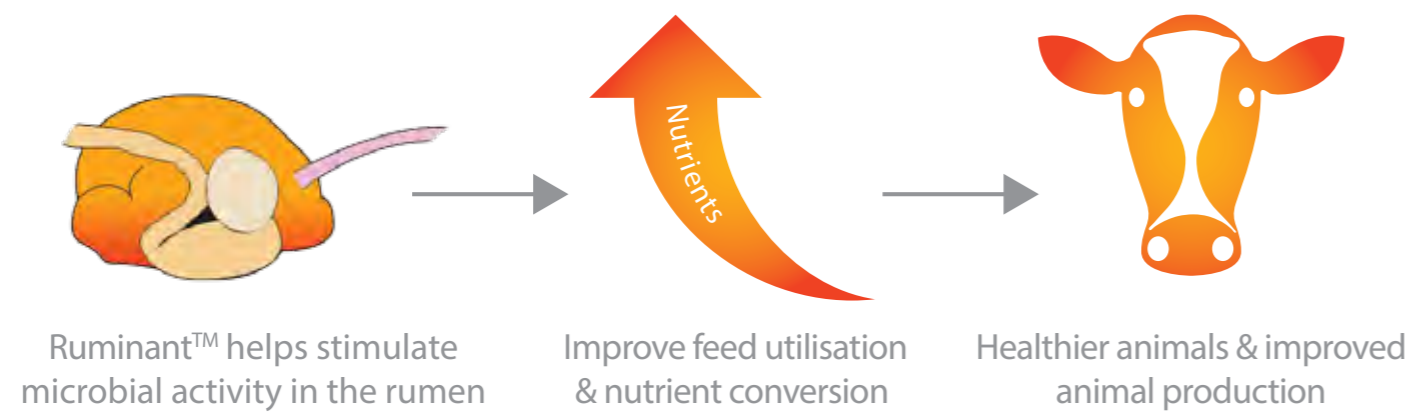 Nutrients
Ruminant™ helps stimulate
microbial activity in the rumen
Improve feed utilisation
& nutrient conversion
Healthier animals & improved
animal production